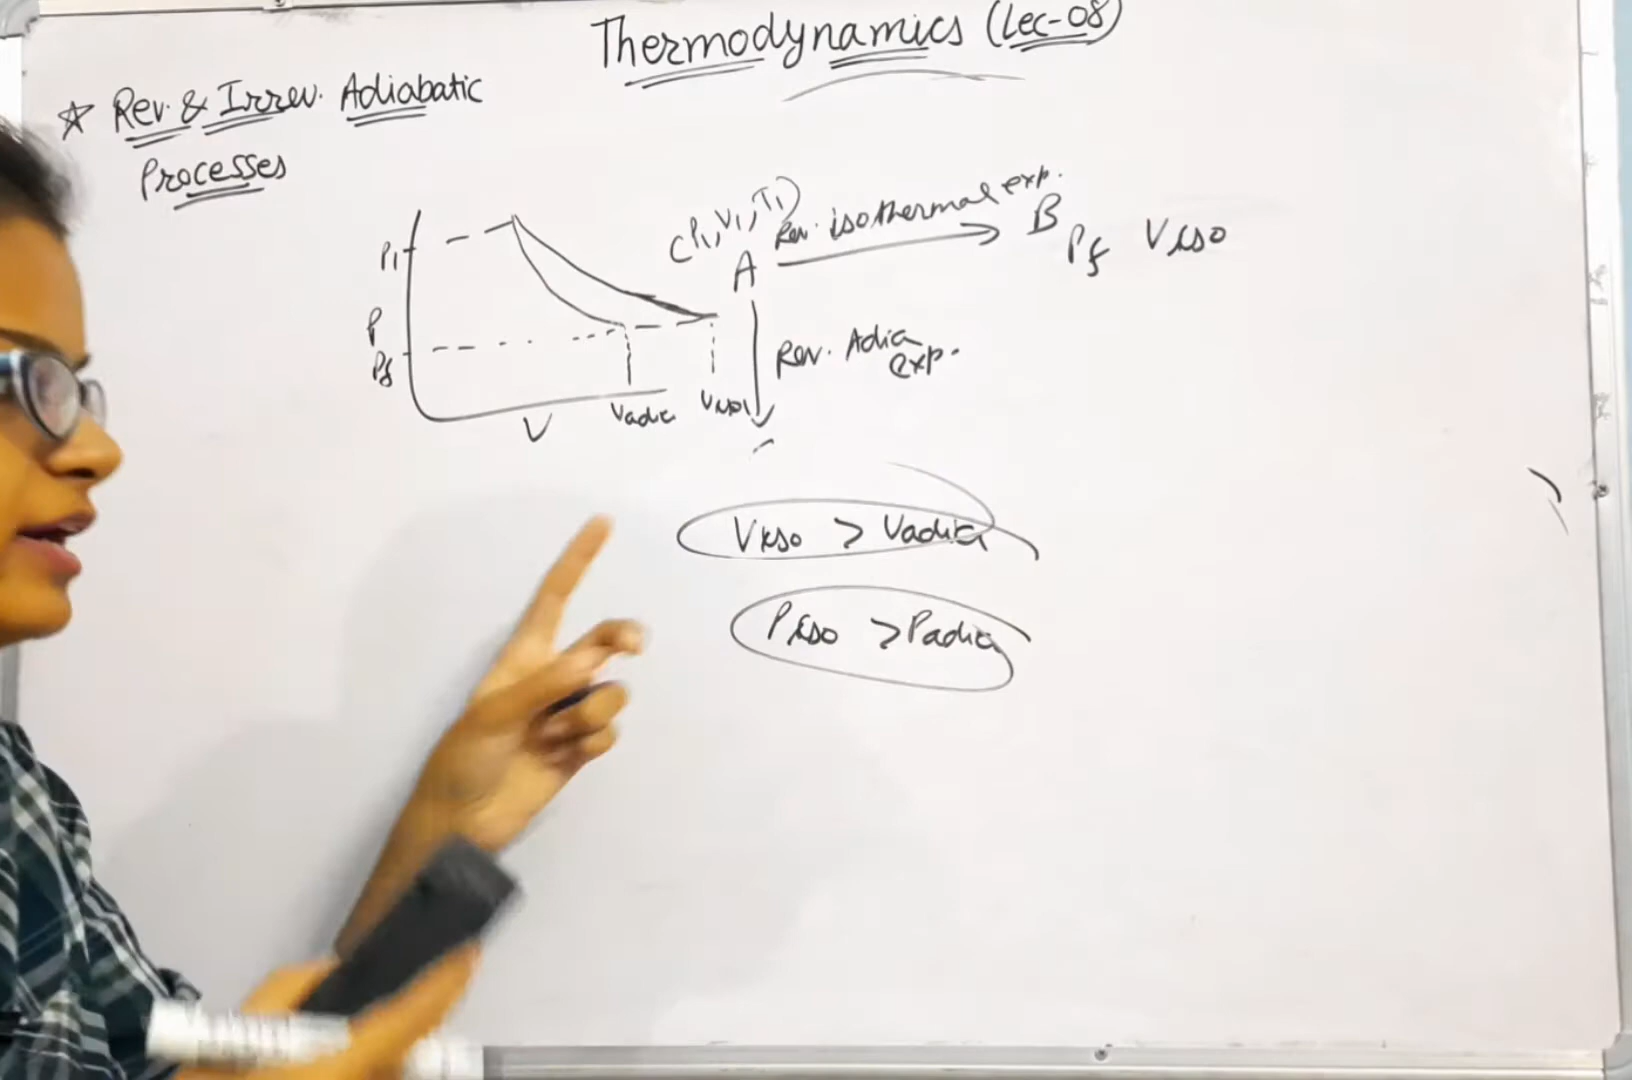 Thermodynamics (Lec-08)
* Rev. & Irrev. Adiabatic
Processes
(P1, V1, T1)
Rev. isothermal exp.
A
B
Pf Viso
P1
P
Pf
V
Vadia
Viso
Rev. Adia
exp.
Viso > Vadia
Piso > Padia